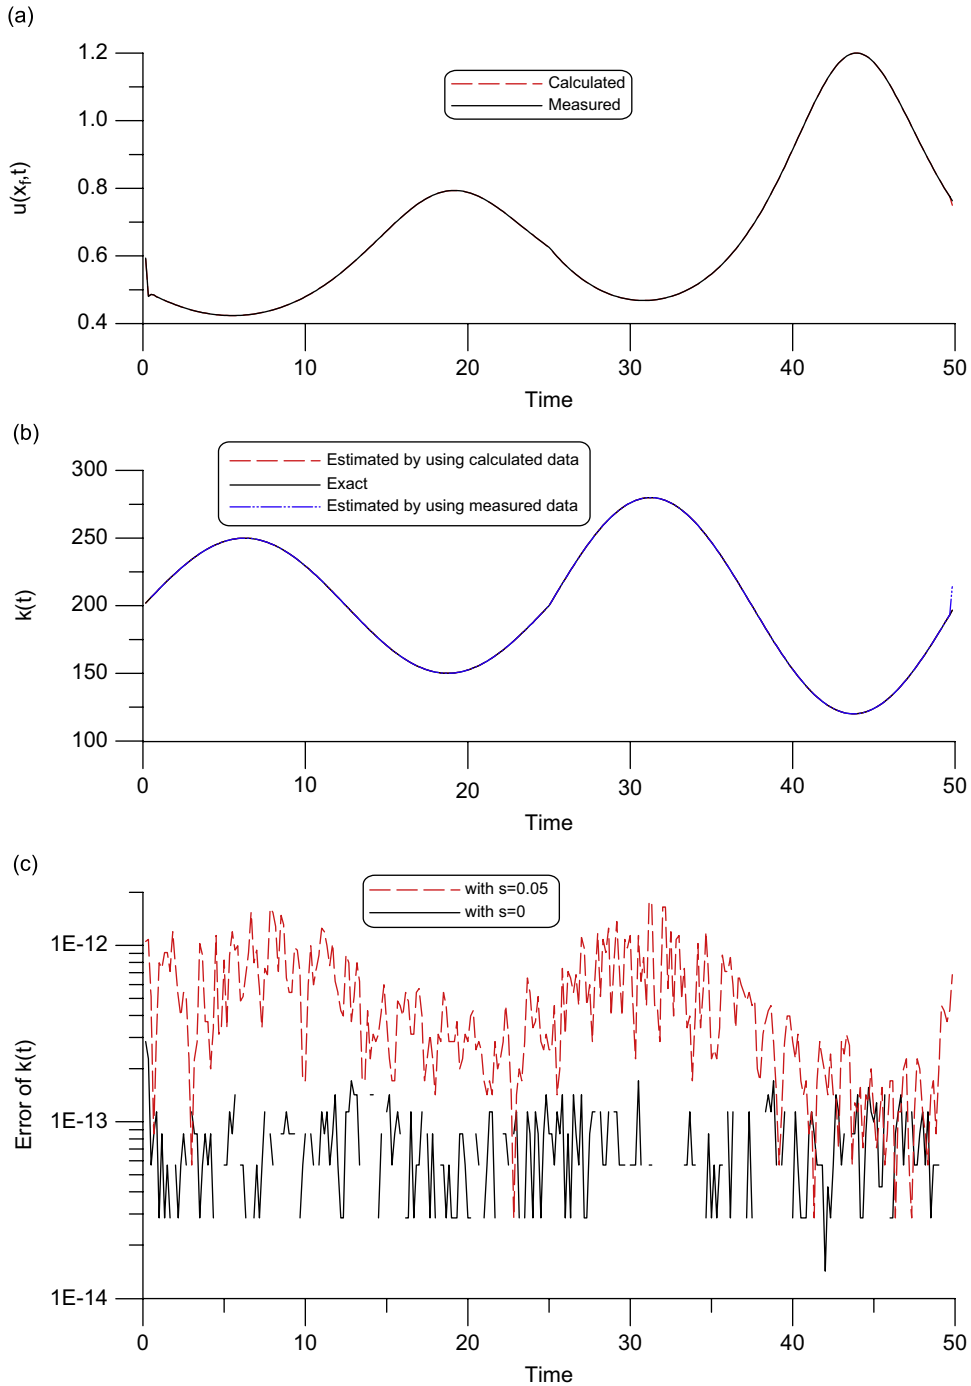 (a)
1.2
1.0
0.8
0.6
0.4
u(x_f,t)
Calculated
Measured
0
10
20
30
40
50
Time
(b)
300
250
200
150
100
k(t)
Estimated by using calculated data
Exact
Estimated by using measured data
0
10
20
30
40
50
Time
(c)
1E-12
1E-13
1E-14
Error of k(t)
with s=0.05
with s=0
0
10
20
30
40
50
Time